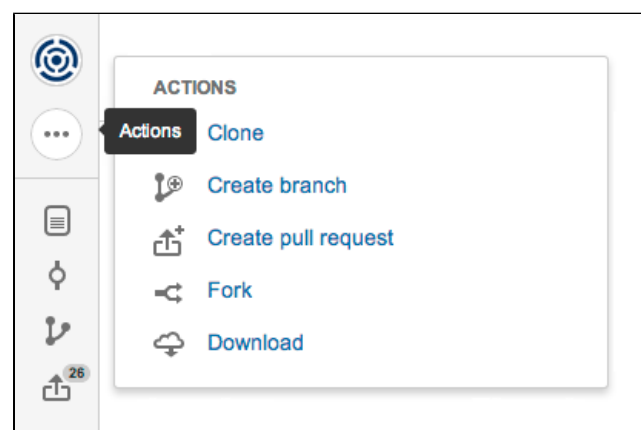 ACTIONS
Actions
Clone
Create branch
Create pull request
Fork
Download
26